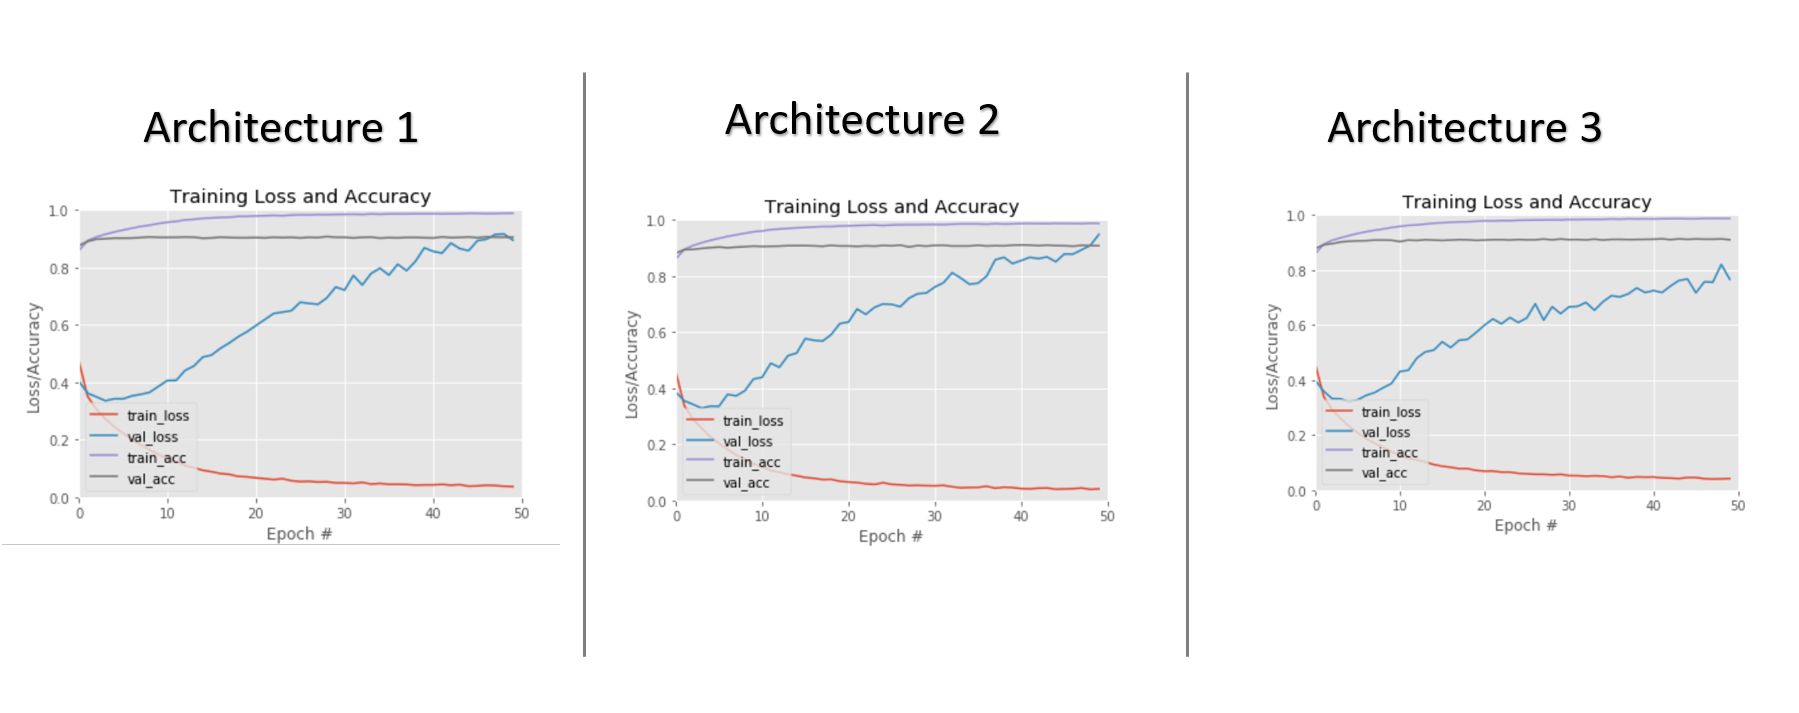 Architecture 1
Training Loss and Accuracy
1.0
0.8
0.6
0.4
0.2
0.0
Loss/Accuracy
train_loss
val_loss
train_acc
val_acc
0 10 20 30 40 50
Epoch #
Architecture 2
Training Loss and Accuracy
1.0
0.8
0.6
0.4
0.2
0.0
Loss/Accuracy
train_loss
val_loss
train_acc
val_acc
0 10 20 30 40 50
Epoch #
Architecture 3
Training Loss and Accuracy
1.0
0.8
0.6
0.4
0.2
0.0
Loss/Accuracy
train_loss
val_loss
train_acc
val_acc
0 10 20 30 40 50
Epoch #